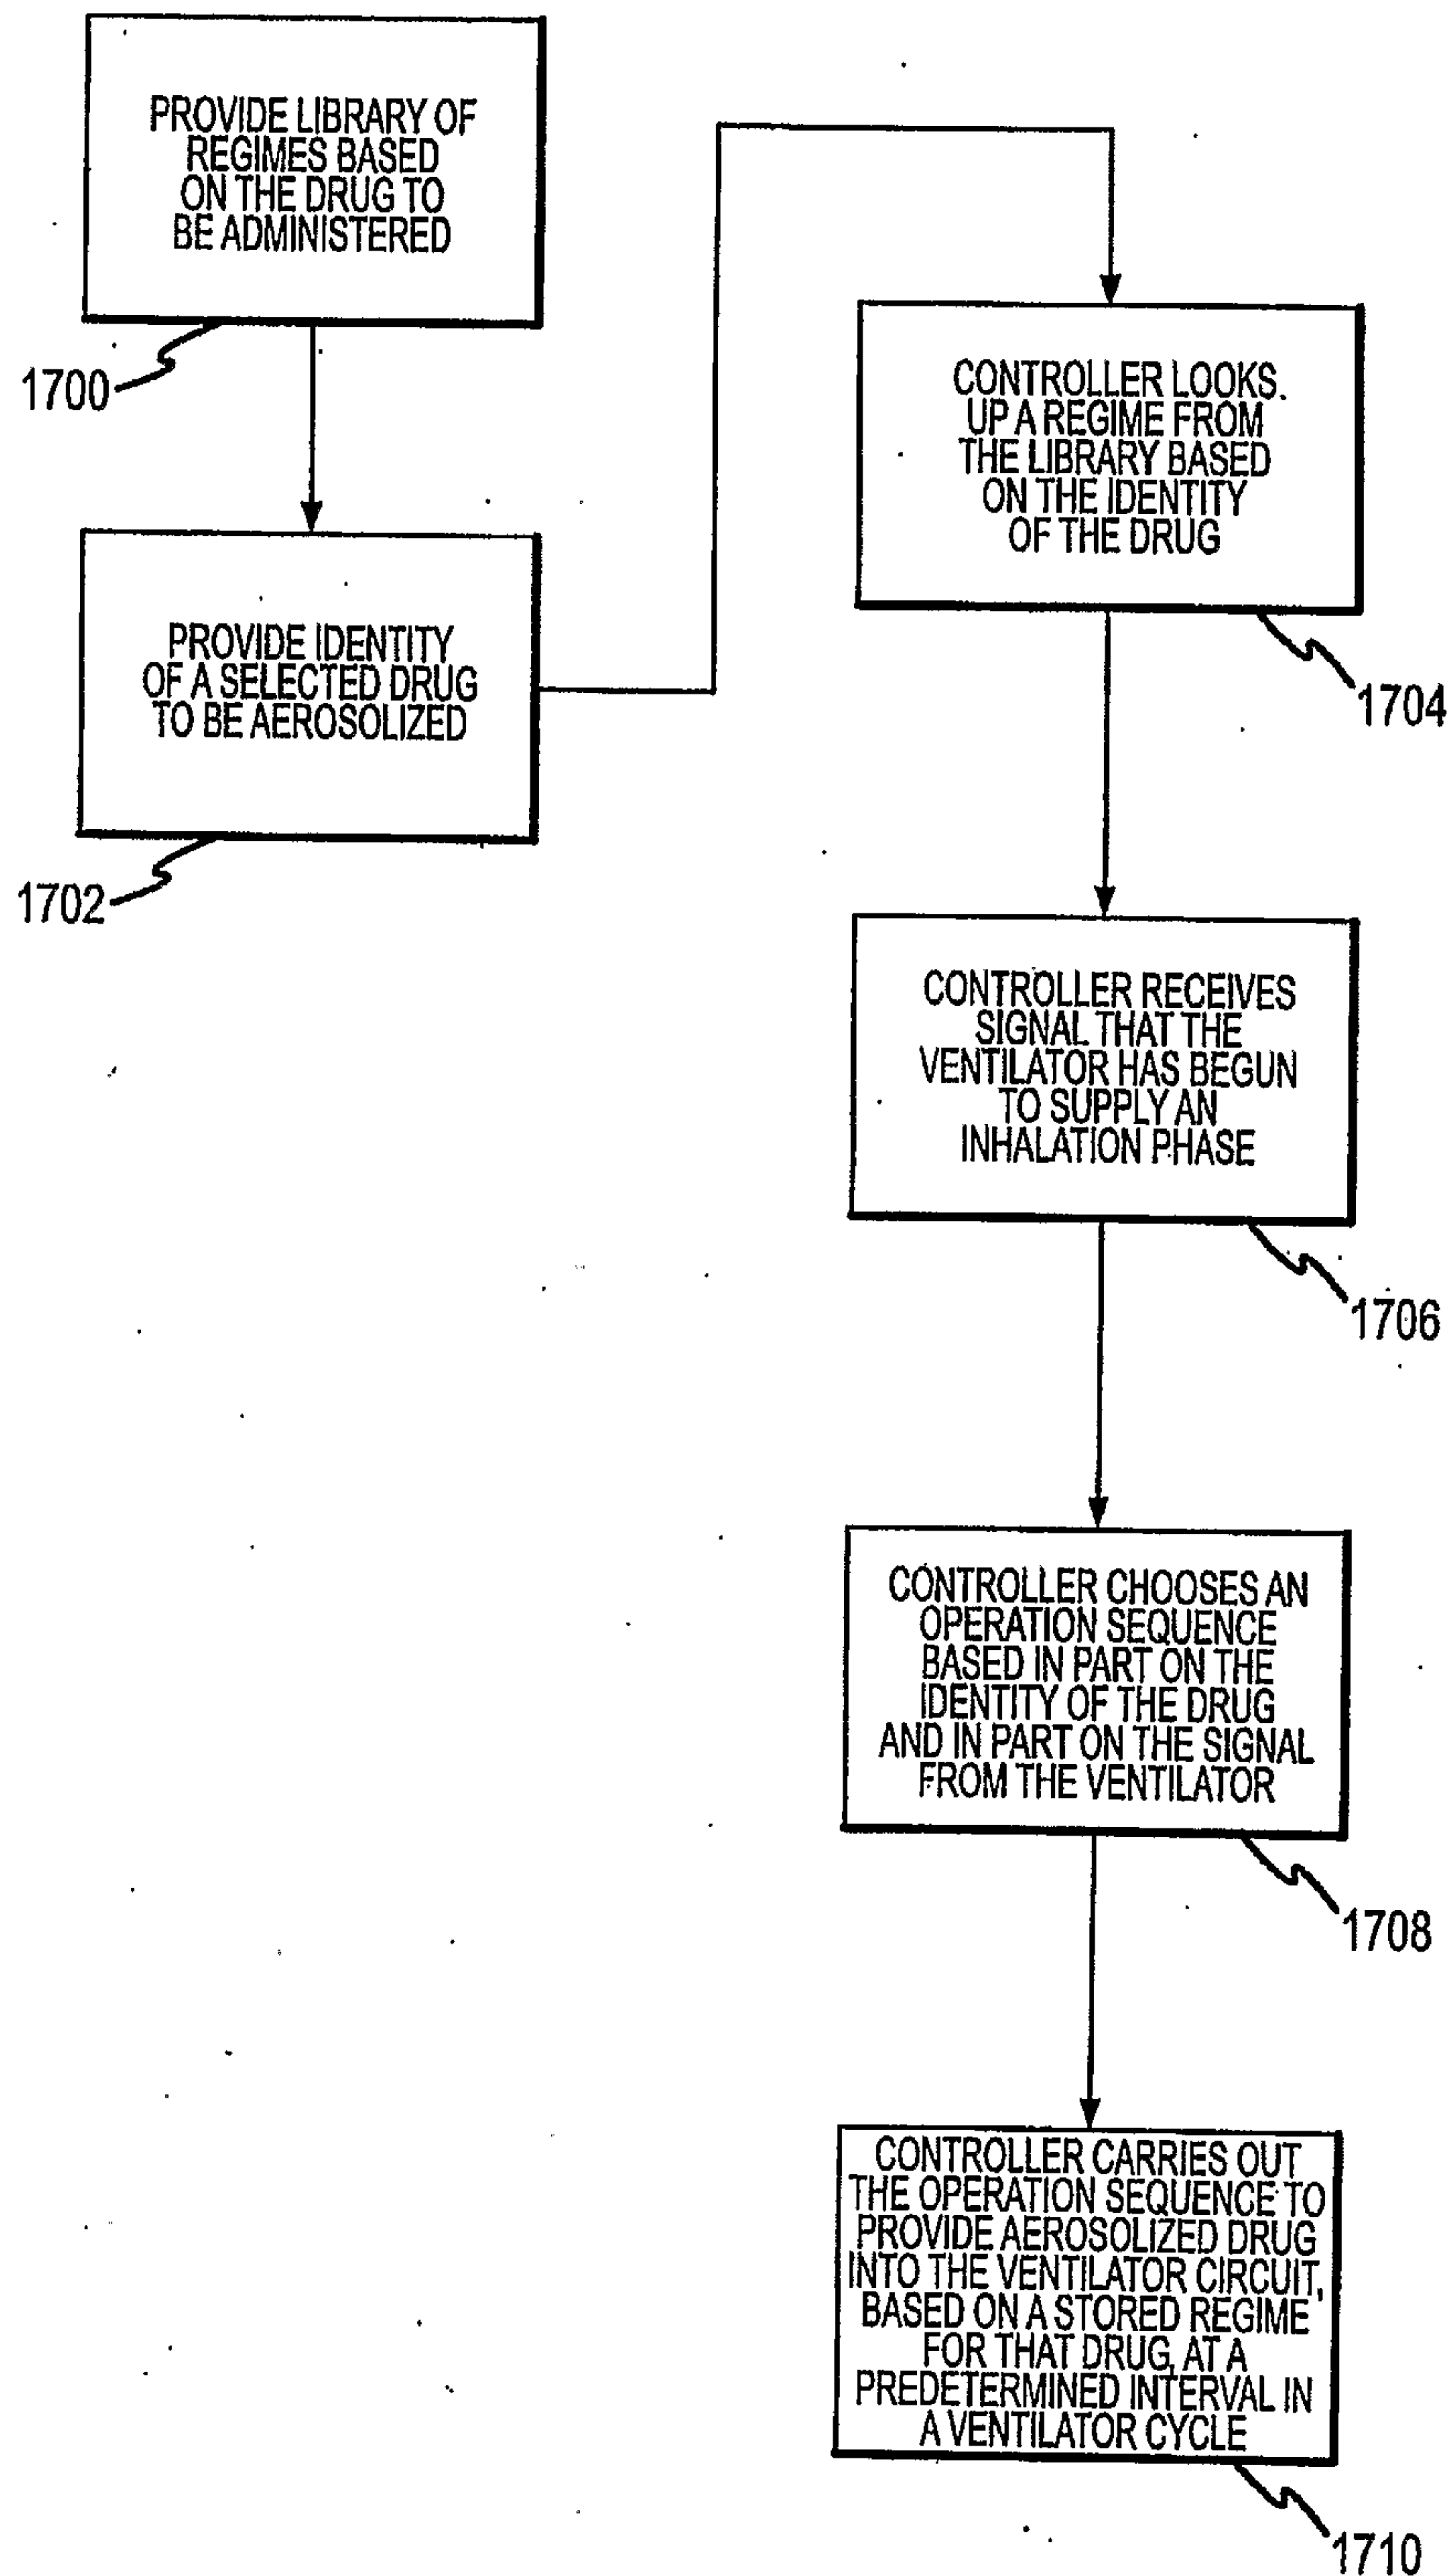 PROVIDE LIBRARY OF
REGIMES BASED
ON THE DRUG TO
BE ADMINISTERED
1700
PROVIDE IDENTITY
OF A SELECTED DRUG
TO BE AEROSOLIZED
1702
CONTROLLER LOOKS
UP A REGIME FROM
THE LIBRARY BASED
ON THE IDENTITY
OF THE DRUG
1704
CONTROLLER RECEIVES
SIGNAL THAT THE
VENTILATOR HAS BEGUN
TO SUPPLY AN
INHALATION PHASE
1706
CONTROLLER CHOOSES AN
OPERATION SEQUENCE
BASED IN PART ON THE
IDENTITY OF THE DRUG
AND IN PART ON THE SIGNAL
FROM THE VENTILATOR
1708
CONTROLLER CARRIES OUT
THE OPERATION SEQUENCE TO
PROVIDE AEROSOLIZED DRUG
INTO THE VENTILATOR CIRCUIT,
BASED ON A STORED REGIME
FOR THAT DRUG, AT A
PREDETERMINED INTERVAL IN
A VENTILATOR CYCLE
1710